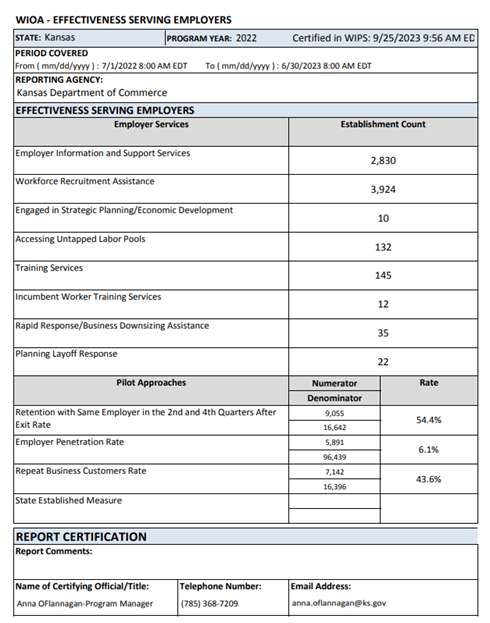 WIOA - EFFECTIVENESS SERVING EMPLOYERS
STATE: Kansas PROGRAM YEAR: 2022 Certified in WIPS: 9/25/2023 9:56 AM ED
PERIOD COVERED
From ( mm/dd/yyyy ) : 7/1/2022 8:00 AM EDT To ( mm/dd/yyyy ) : 6/30/2023 8:00 AM EDT
REPORTING AGENCY:
Kansas Department of Commerce
EFFECTIVENESS SERVING EMPLOYERS
Employer Services Establishment Count
Employer Information and Support Services 2,830
Workforce Recruitment Assistance 3,924
Engaged in Strategic Planning/Economic Development 10
Accessing Untapped Labor Pools 132
Training Services 145
Incumbent Worker Training Services 12
Rapid Response/Business Downsizing Assistance 35
Planning Layoff Response 22
Pilot Approaches Numerator Rate
Denominator
Retention with Same Employer in the 2nd and 4th Quarters After 9,055
Exit Rate 16,642 54.4%
Employer Penetration Rate 5,891
96,439 6.1%
Repeat Business Customers Rate 7,142
16,396 43.6%
State Established Measure
REPORT CERTIFICATION
Report Comments:
Name of Certifying Official/Title: Telephone Number: Email Address:
Anna OFlannagan-Program Manager (785) 368-7209 anna.oflannagan@ks.gov